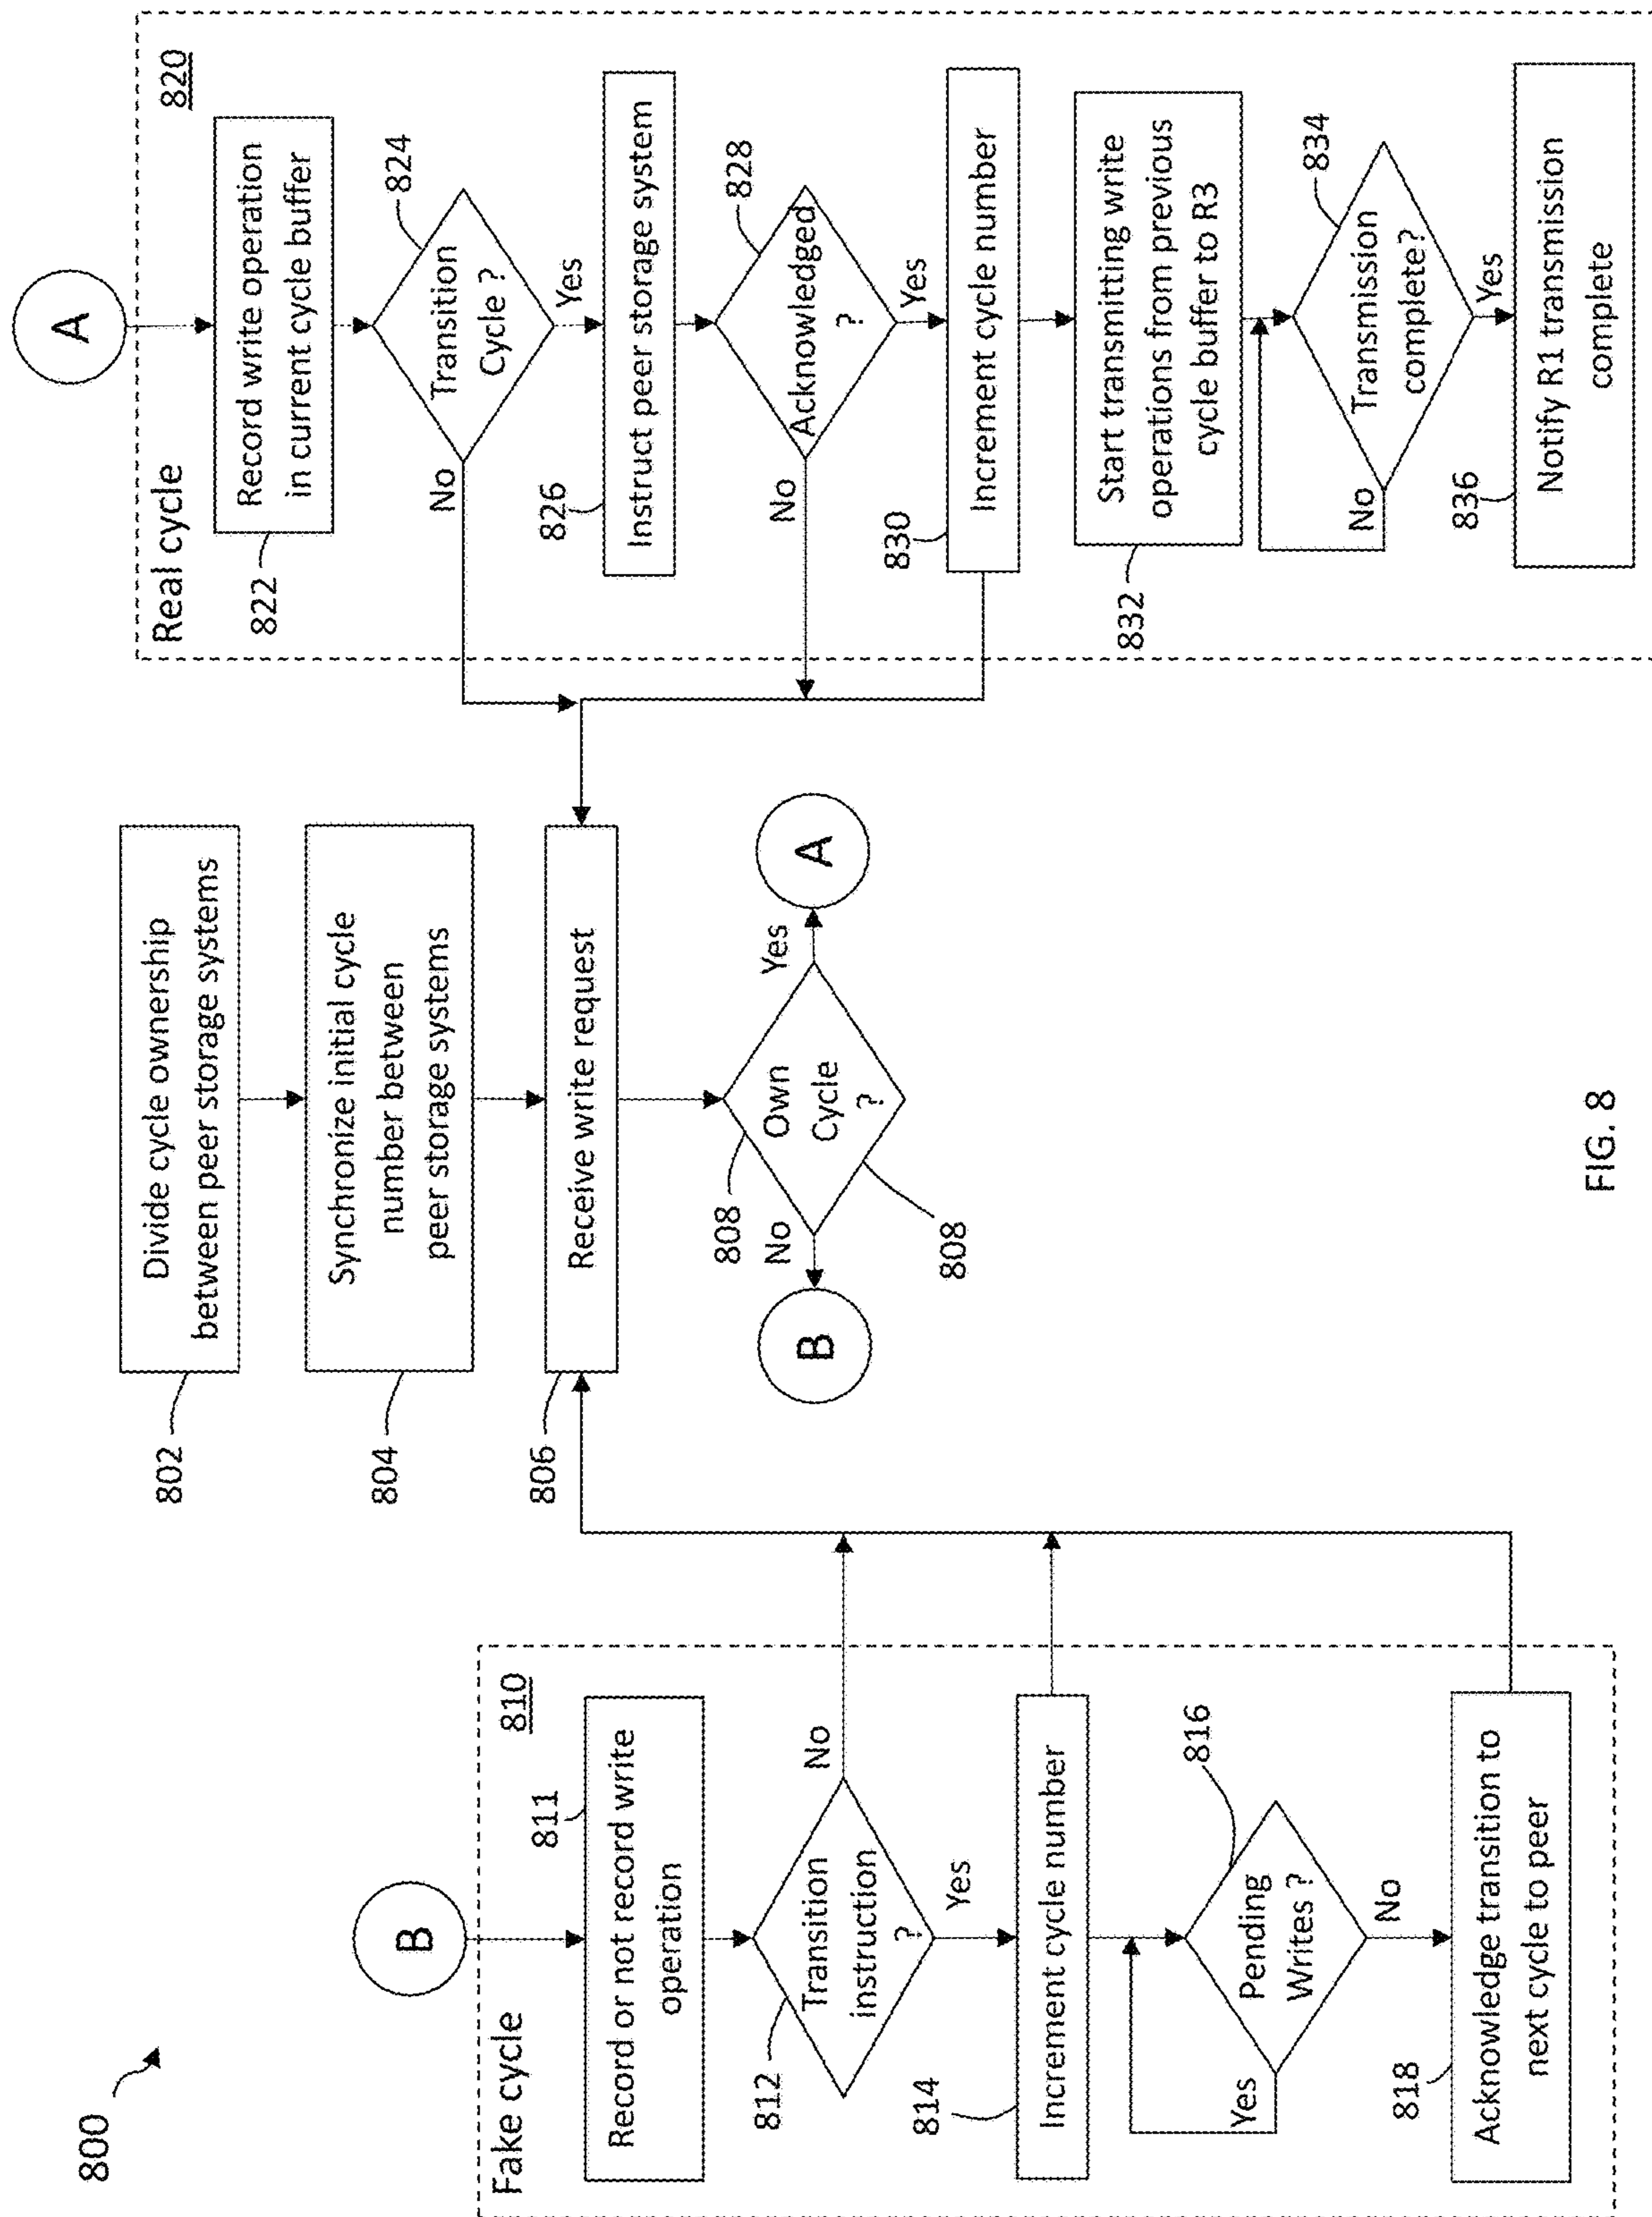 800
802
Divide cycle ownership
between peer storage systems
804
Synchronize initial cycle
number between
peer storage systems
806
Receive write request
808
Own
Cycle
?
808
No
B
Yes
A
B
Fake cycle
810
811
Record or not record write
operation
812
Transition
instruction
?
No
Yes
814
Increment cycle number
816
Pending
Writes ?
Yes
No
818
Acknowledge transition to
next cycle to peer
A
Real cycle
820
822
Record write operation
in current cycle buffer
824
Transition
Cycle ?
No
Yes
826
Instruct peer storage system
828
Acknowledged
?
No
Yes
830
Increment cycle number
832
Start transmitting write
operations from previous
cycle buffer to R3
834
Transmission
complete?
No
Yes
836
Notify R1 transmission
complete
FIG. 8